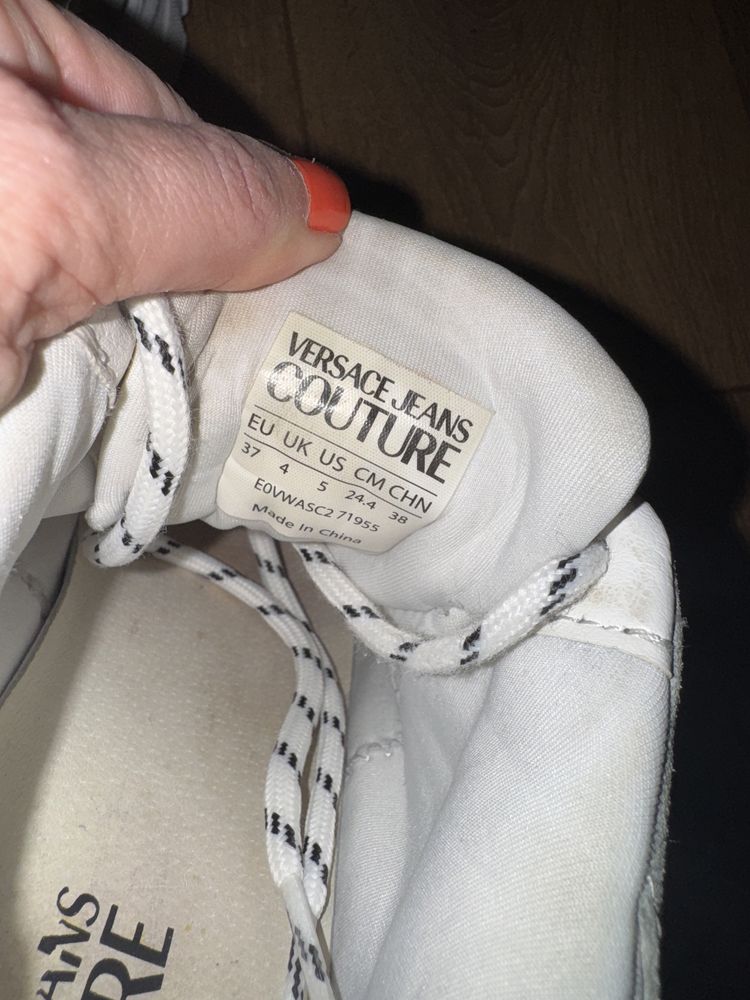 VERSACE JEANS
COUTURE
EU UK US CM CHN
37 4 5 24.4 38
E0VWASC2 71955
Made in China